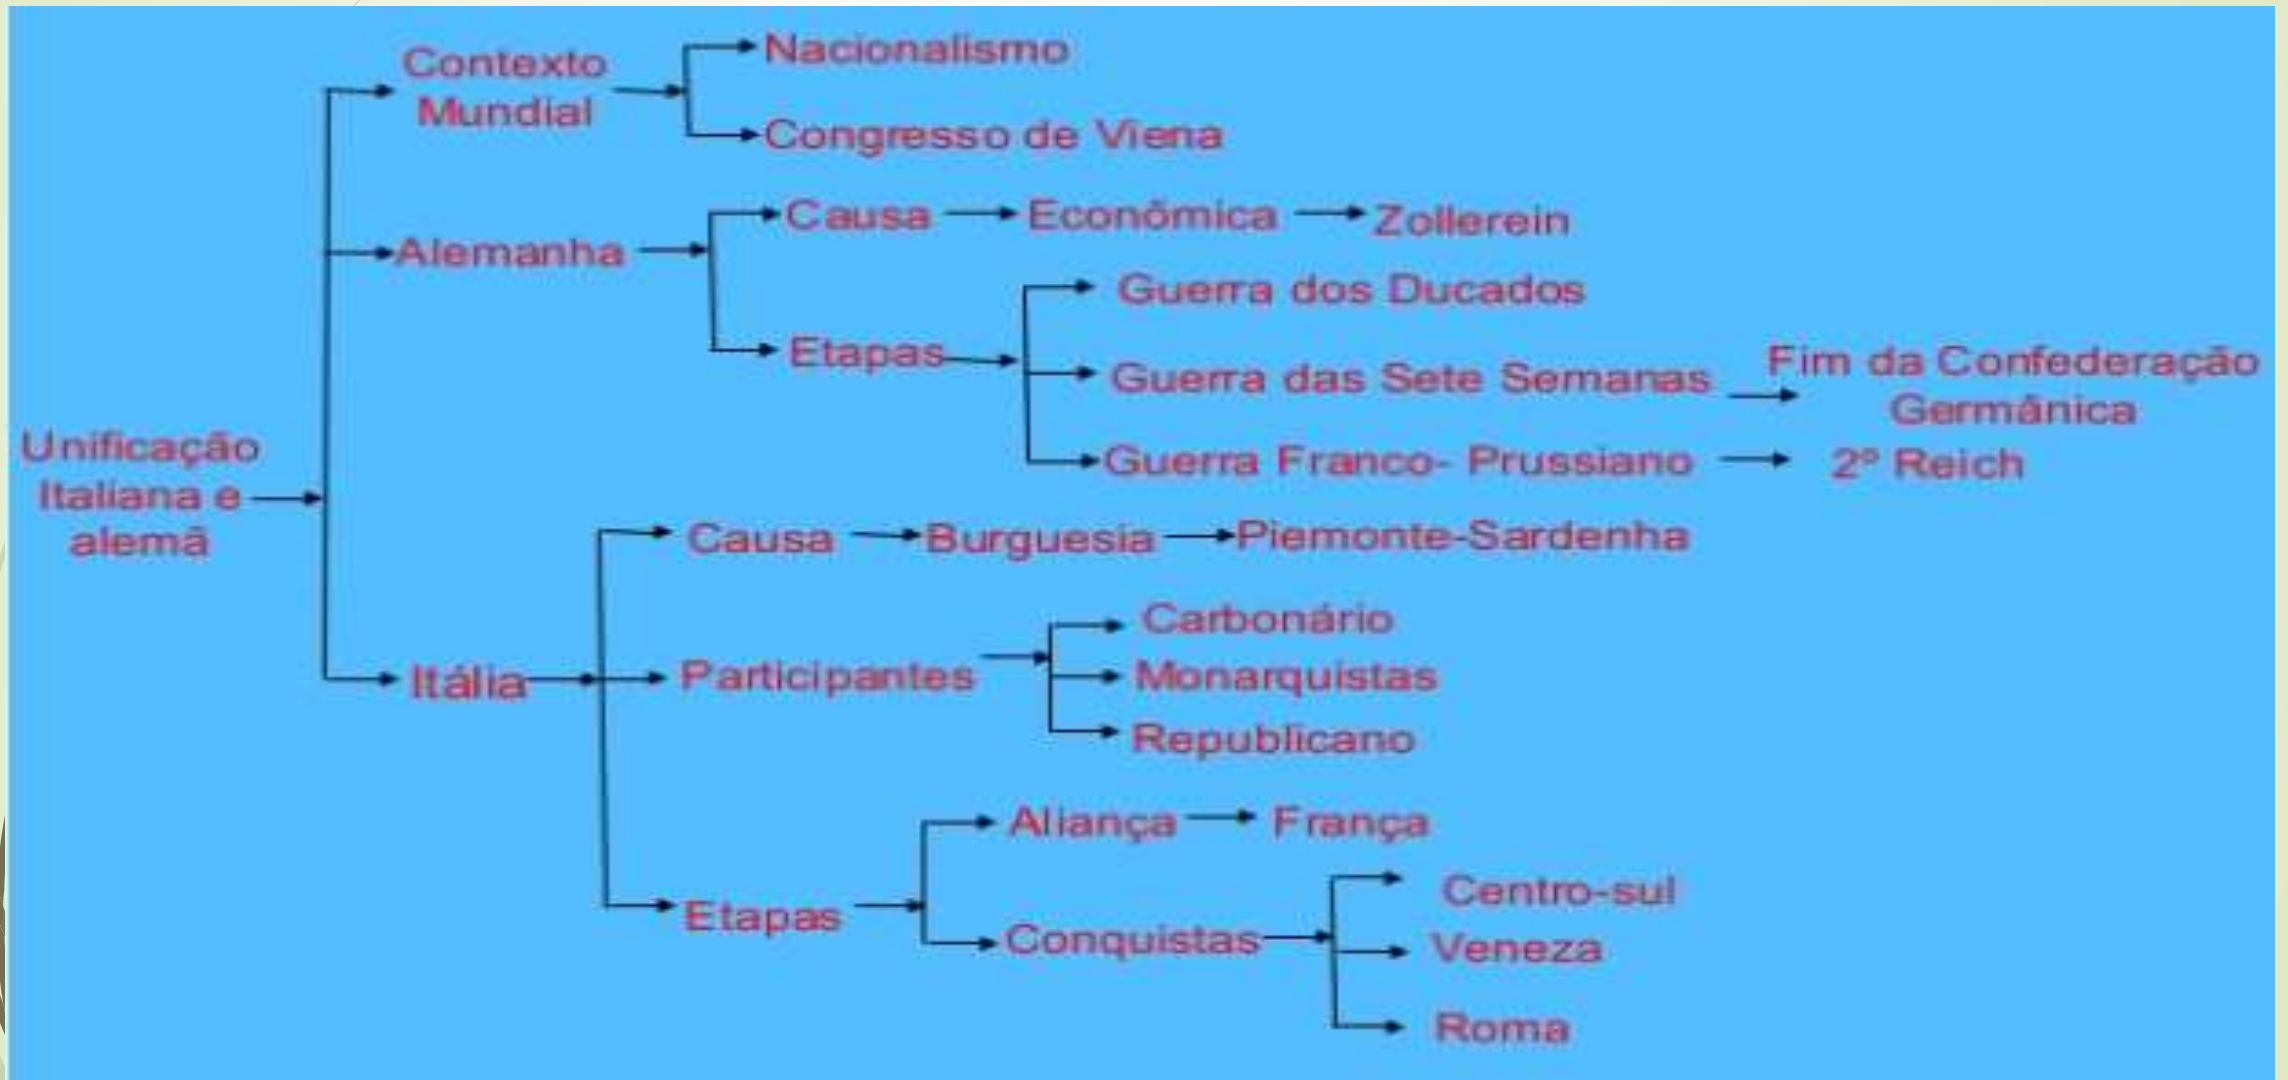 Nacionalismo
Contexto
Mundial
Congresso de Viena
Causa
Econômica
Zollerein
Alemanha
Guerra dos Ducados
Etapas
Guerra das Sete Semanas
Fim da Confederação
Germânica
Guerra Franco- Prussiano
2º Reich
Unificação
Italiana e
alemã
Causa
Burguesia
Piemonte-Sardenha
Carbonário
Itália
Participantes
Monarquistas
Republicano
Aliança
França
Etapas
Centro-sul
Conquistas
Veneza
Roma